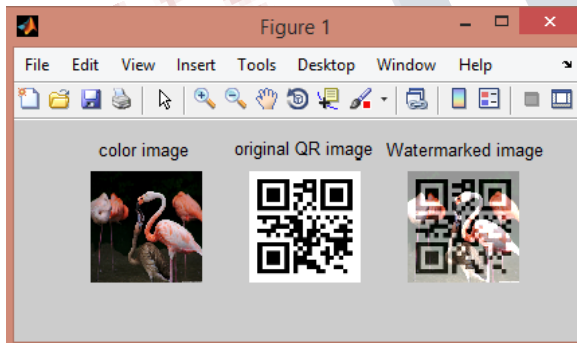 Figure 1
File Edit View Insert Tools Desktop Window Help
color image original QR image Watermarked image